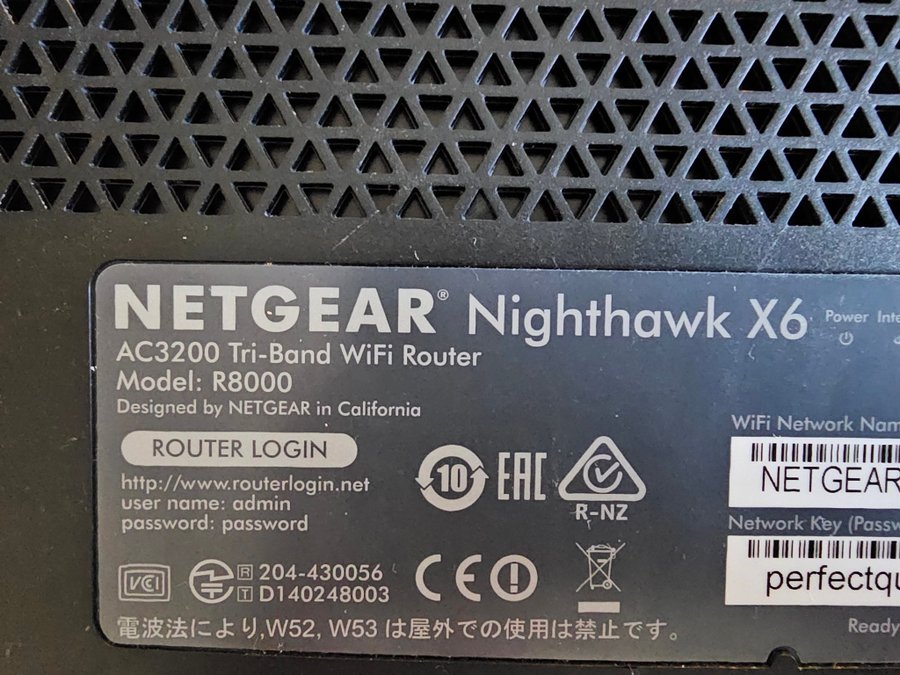 NETGEAR® Nighthawk X6
Power
AC3200 Tri-Band WiFi Router
Model: R8000
Designed by NETGEAR in California
ROUTER LOGIN
http://www.routerlogin.net
user name: admin
password: password
10 EAC
R-NZ
WiFi Network
NETGEAR
Network Key
VCI
R 204-430056
T D140248003
CE
電波法により,W52, W53 は屋外での使用は禁止です。
Ready